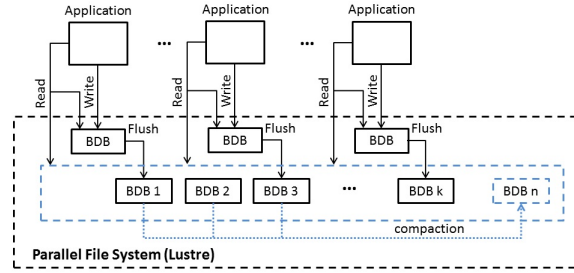 Application Application Application
... ... ...
Read Write Read Write Read Write
BDB Flush BDB Flush BDB Flush
BDB 1 BDB 2 BDB 3 ... BDB k BDB n
compaction
Parallel File System (Lustre)